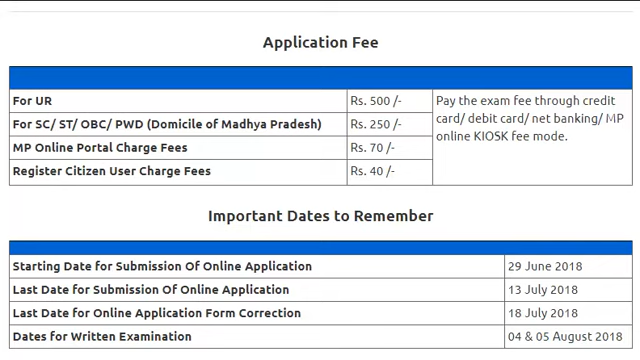 Application Fee
For UR Rs. 500 /- Pay the exam fee through credit
For SC/ ST/ OBC/ PWD (Domicile of Madhya Pradesh) Rs. 250 /- card/ debit card/ net banking/ MP
MP Online Portal Charge Fees Rs. 70 /- online KIOSK fee mode.
Register Citizen User Charge Fees Rs. 40 /-
Important Dates to Remember
Starting Date for Submission Of Online Application 29 June 2018
Last Date for Submission Of Online Application 13 July 2018
Last Date for Online Application Form Correction 18 July 2018
Dates for Written Examination 04 & 05 August 2018